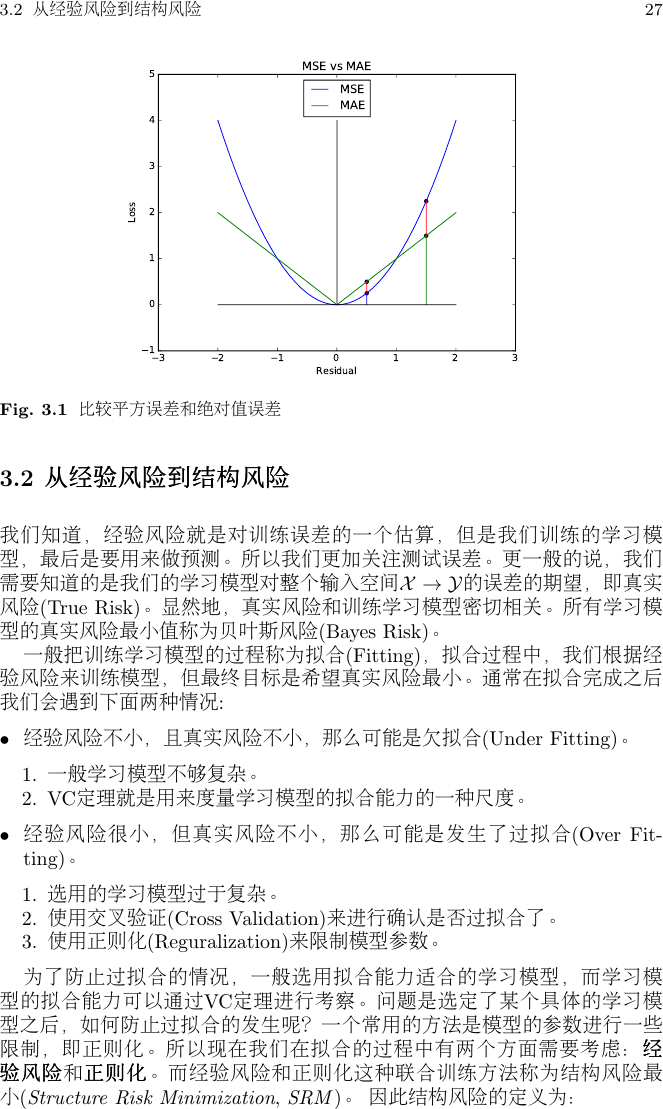 3.2 从经验风险到结构风险 27
MSE vs MAE
MSE
MAE
5
4
3
2
1
0
−1
Loss
−3 −2 −1 0 1 2 3
Residual
Fig. 3.1 比较平方误差和绝对值误差
3.2 从经验风险到结构风险
我们知道，经验风险就是对训练误差的一个估算，但是我们训练的学习模
型，最后是要用来做预测。所以我们更加关注测试误差。更一般的说，我们
需要知道的是我们的学习模型对整个输入空间𝒳 → 𝒴的误差的期望，即真实
风险(True Risk)。显然地，真实风险和训练学习模型密切相关。所有学习模
型的真实风险最小值称为贝叶斯风险(Bayes Risk)。
一般把训练学习模型的过程称为拟合(Fitting)，拟合过程中，我们根据经
验风险来训练模型，但最终目标是希望真实风险最小。通常在拟合完成之后
我们会遇到下面两种情况:
• 经验风险不小，且真实风险不小，那么可能是欠拟合(Under Fitting)。
1. 一般学习模型不够复杂。
2. VC定理就是用来度量学习模型的拟合能力的一种尺度。
• 经验风险很小，但真实风险不小，那么可能是发生了过拟合(Over Fit-
ting)。
1. 选用的学习模型过于复杂。
2. 使用交叉验证(Cross Validation)来进行确认是否过拟合了。
3. 使用正则化(Reguralization)来限制模型参数。
为了防止过拟合的情况，一般选用拟合能力适合的学习模型，而学习模
型的拟合能力可以通过VC定理进行考察。问题是选定了某个具体的学习模
型之后，如何防止过拟合的发生呢？一个常用的方法是模型的参数进行一些
限制，即正则化。所以现在我们在拟合的过程中有两个方面需要考虑：经
验风险和正则化。而经验风险和正则化这种联合训练方法称为结构风险最
小(Structure Risk Minimization, SRM)。 因此结构风险的定义为：